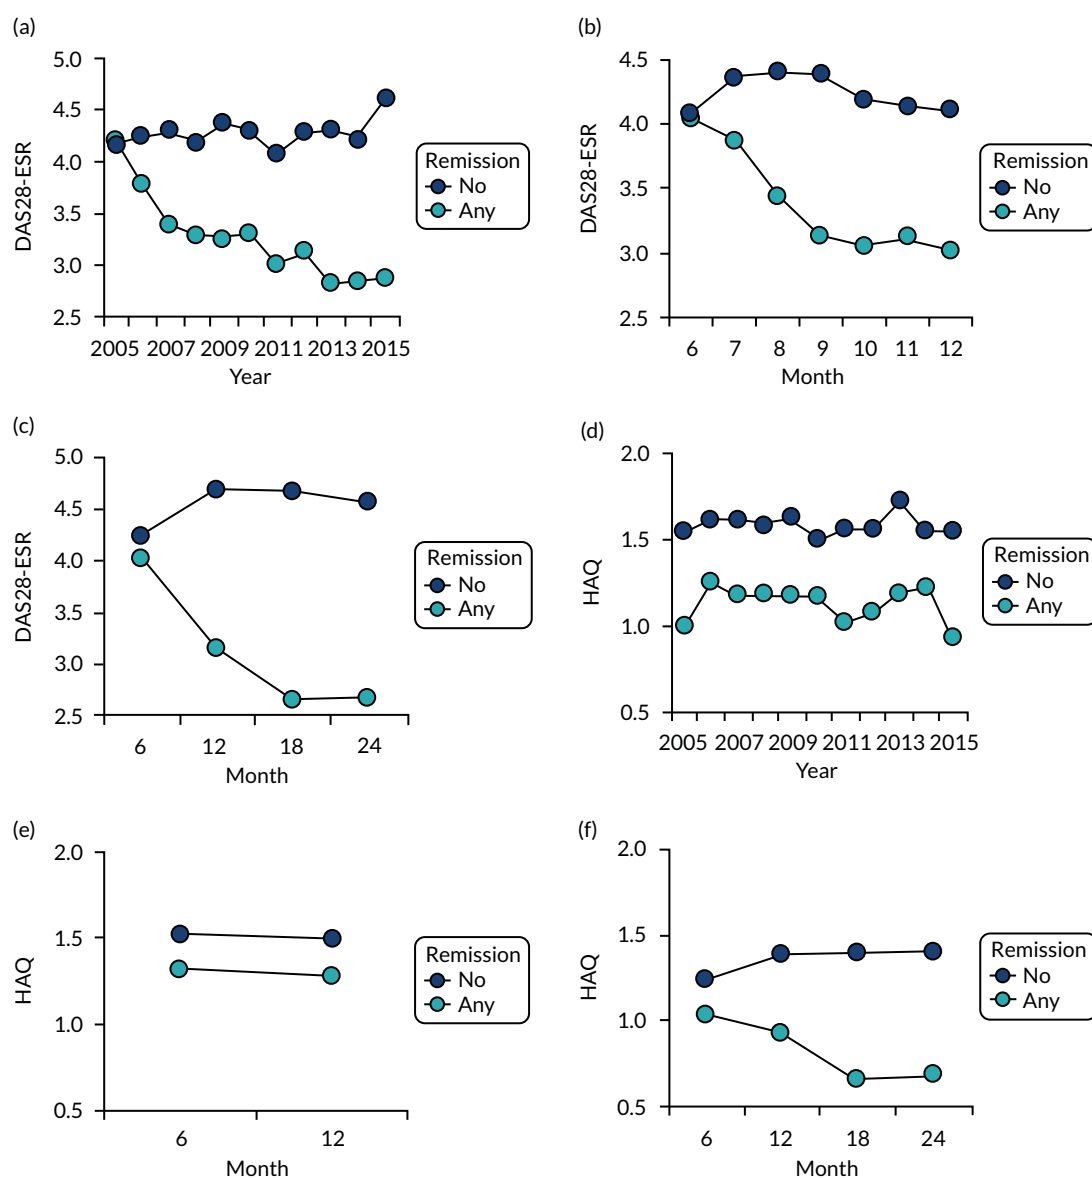 (a)
5.0
4.5
4.0
3.5
3.0
2.5
DAS28-ESR
2005 2007 2009 2011 2013 2015
Year
Remission
No
Any
(b)
4.5
4.0
3.5
3.0
2.5
DAS28-ESR
6 7 8 9 10 11 12
Month
Remission
No
Any
(c)
5.0
4.5
4.0
3.5
3.0
2.5
DAS28-ESR
6 12 18 24
Month
Remission
No
Any
(d)
2.0
1.5
1.0
0.5
HAQ
2005 2007 2009 2011 2013 2015
Year
Remission
No
Any
(e)
2.0
1.5
1.0
0.5
HAQ
6 12
Month
Remission
No
Any
(f)
2.0
1.5
1.0
0.5
HAQ
6 12 18 24
Month
Remission
No
Any